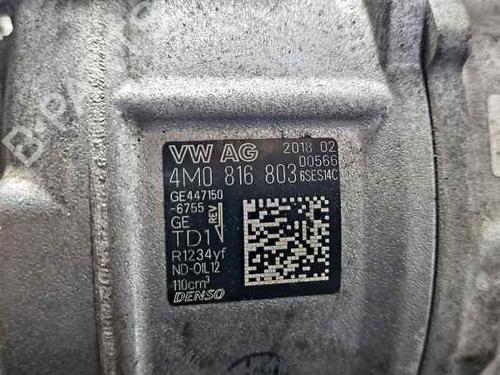 VW AG 2018 02
00566
4M0 816 803 6SES14C
GE447150
-6755
GE REV
TD1
R1234yf
ND-OIL12
110cm³
DENSO
B-PARTS